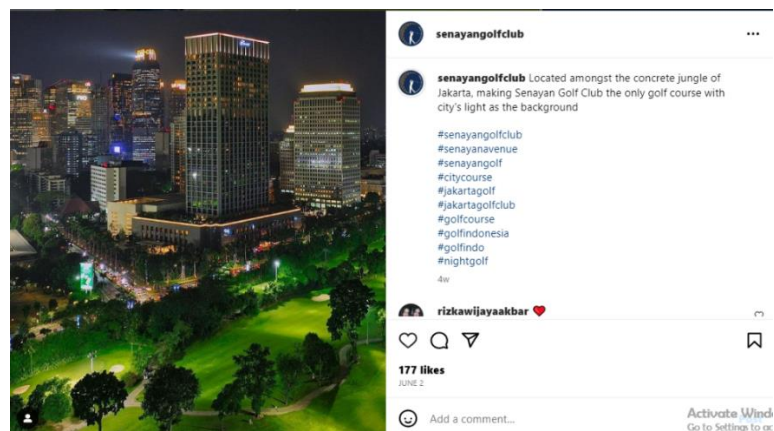 senayangolfclub
senayangolfclub Located amongst the concrete jungle of
Jakarta, making Senayan Golf Club the only golf course with
city's light as the background
#senayangolfclub
#senayanavenue
#senayangolf
#citycourse
#jakartagolf
#jakartagolfclub
#golfcourse
#golfindonesia
#golfindo
#nightgolf
4w
rizkawijayaakbar ❤️
177 likes
JUNE 2
Add a comment...
Activate Wind
Go to Settings to ac